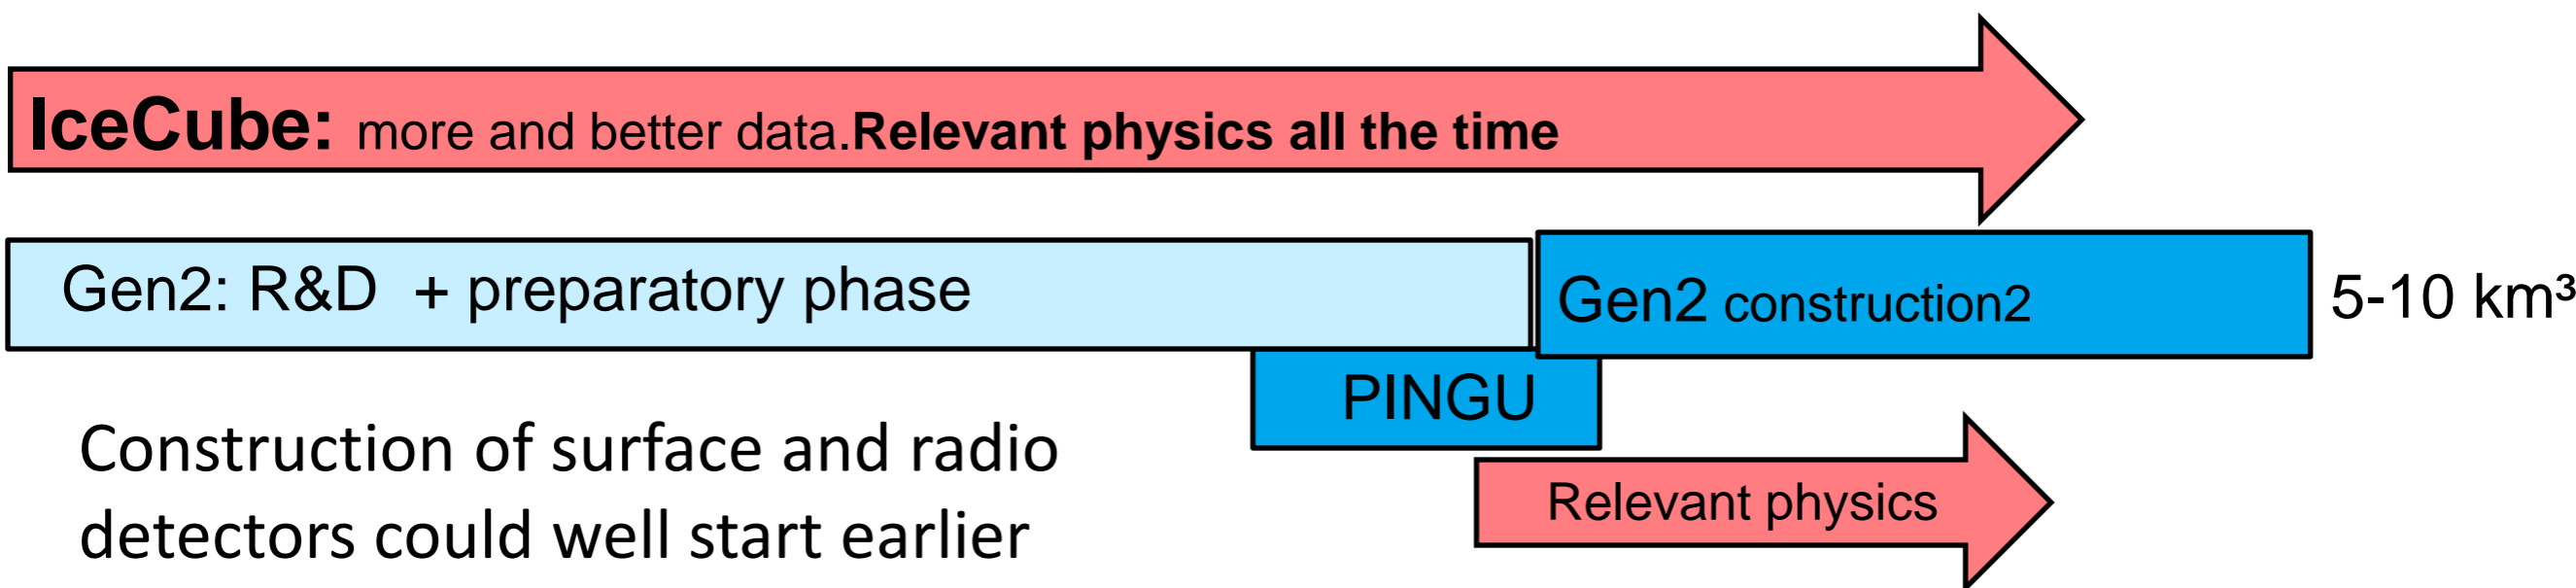 IceCube: more and better data.Relevant physics all the time
Gen2: R&D + preparatory phase
Gen2 construction2
5-10 km³
PINGU
Construction of surface and radio
detectors could well start earlier
Relevant physics